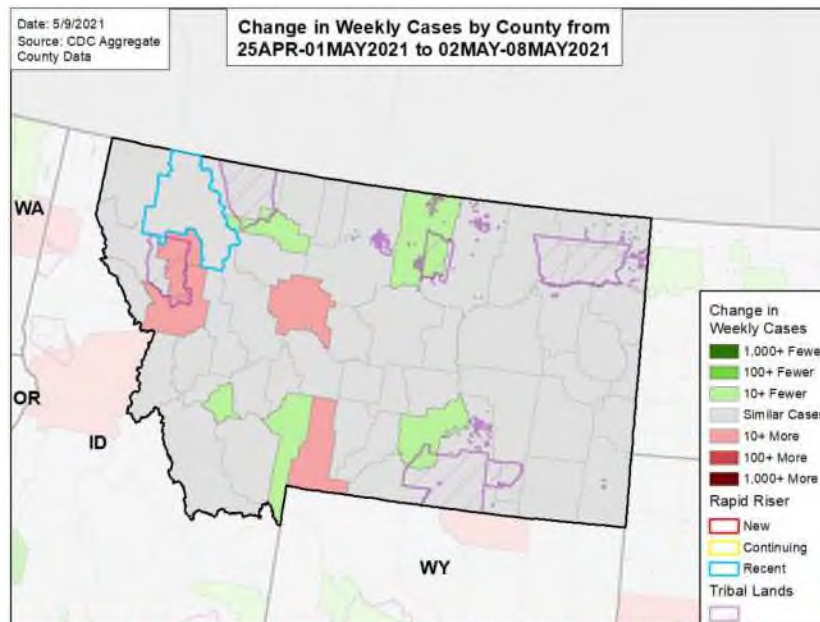 Date: 5/9/2021
Source: CDC Aggregate
County Data
Change in Weekly Cases by County from
25APR-01MAY2021 to 02MAY-08MAY2021
WA
OR
ID
WY
Change in
Weekly Cases
1,000+ Fewe
100+ Fewer
10+ Fewer
Similar Cases
10+ More
100+ More
1,000+ More
Rapid Riser
New
Continuing
Recent
Tribal Lands